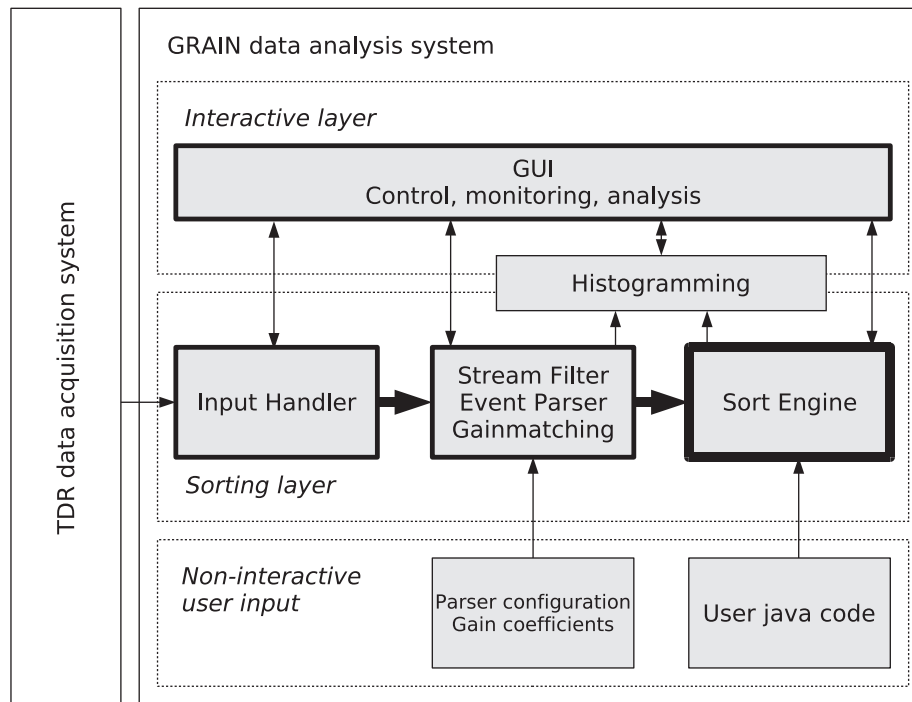 TDR data acquisition system
GRAIN data analysis system
Interactive layer
GUI
Control, monitoring, analysis
Histogramming
Input Handler
Stream Filter
Event Parser
Gainmatching
Sort Engine
Sorting layer
Non-interactive
user input
Parser configuration
Gain coefficients
User java code